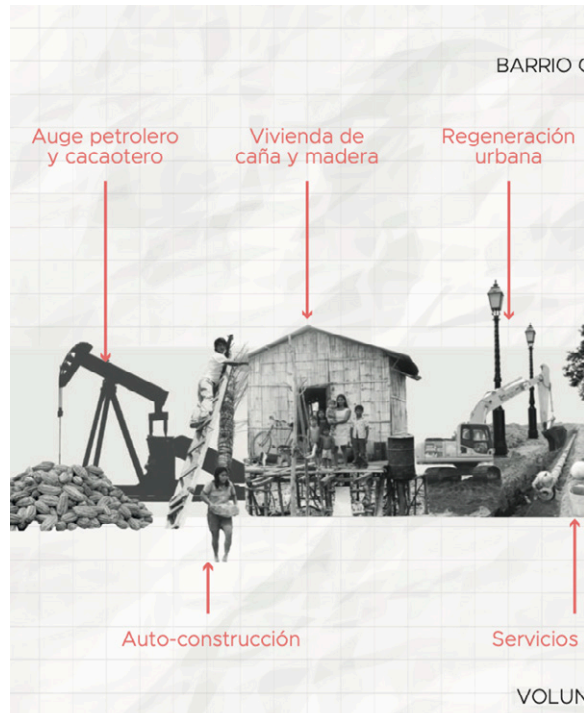 BARRIO
Auge petrolero
y cacaotero
Vivienda de
caña y madera
Regeneración
urbana
Auto-construcción
Servicios